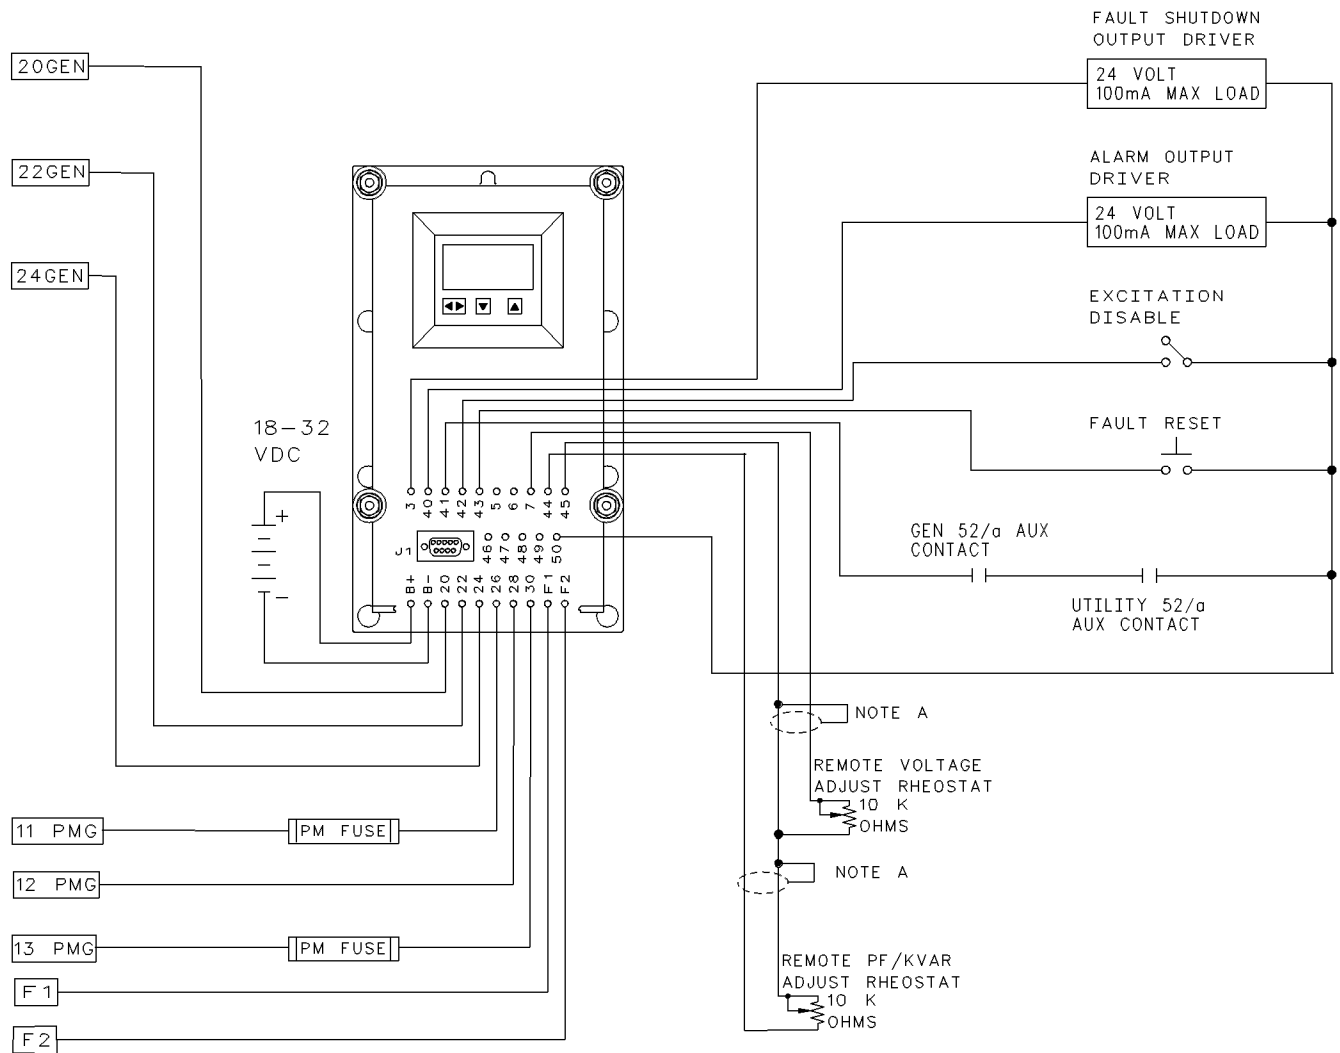 FAULT SHUTDOWN
OUTPUT DRIVER
24 VOLT
100mA MAX LOAD
20GEN
22GEN
24GEN
ALARM OUTPUT
DRIVER
24 VOLT
100mA MAX LOAD
EXCITATION
DISABLE
FAULT RESET
18-32
VDC
+
-
3
40
41
42
43
5
6
7
44
45
J1
46
47
48
49
50
B+
B-
20
22
24
26
28
30
F1
F2
GEN 52/a AUX
CONTACT
UTILITY 52/a
AUX CONTACT
NOTE A
REMOTE VOLTAGE
ADJUST RHEOSTAT
10 K
OHMS
NOTE A
REMOTE PF/KVAR
ADJUST RHEOSTAT
10 K
OHMS
11 PMG
PM FUSE
12 PMG
13 PMG
PM FUSE
F1
F2